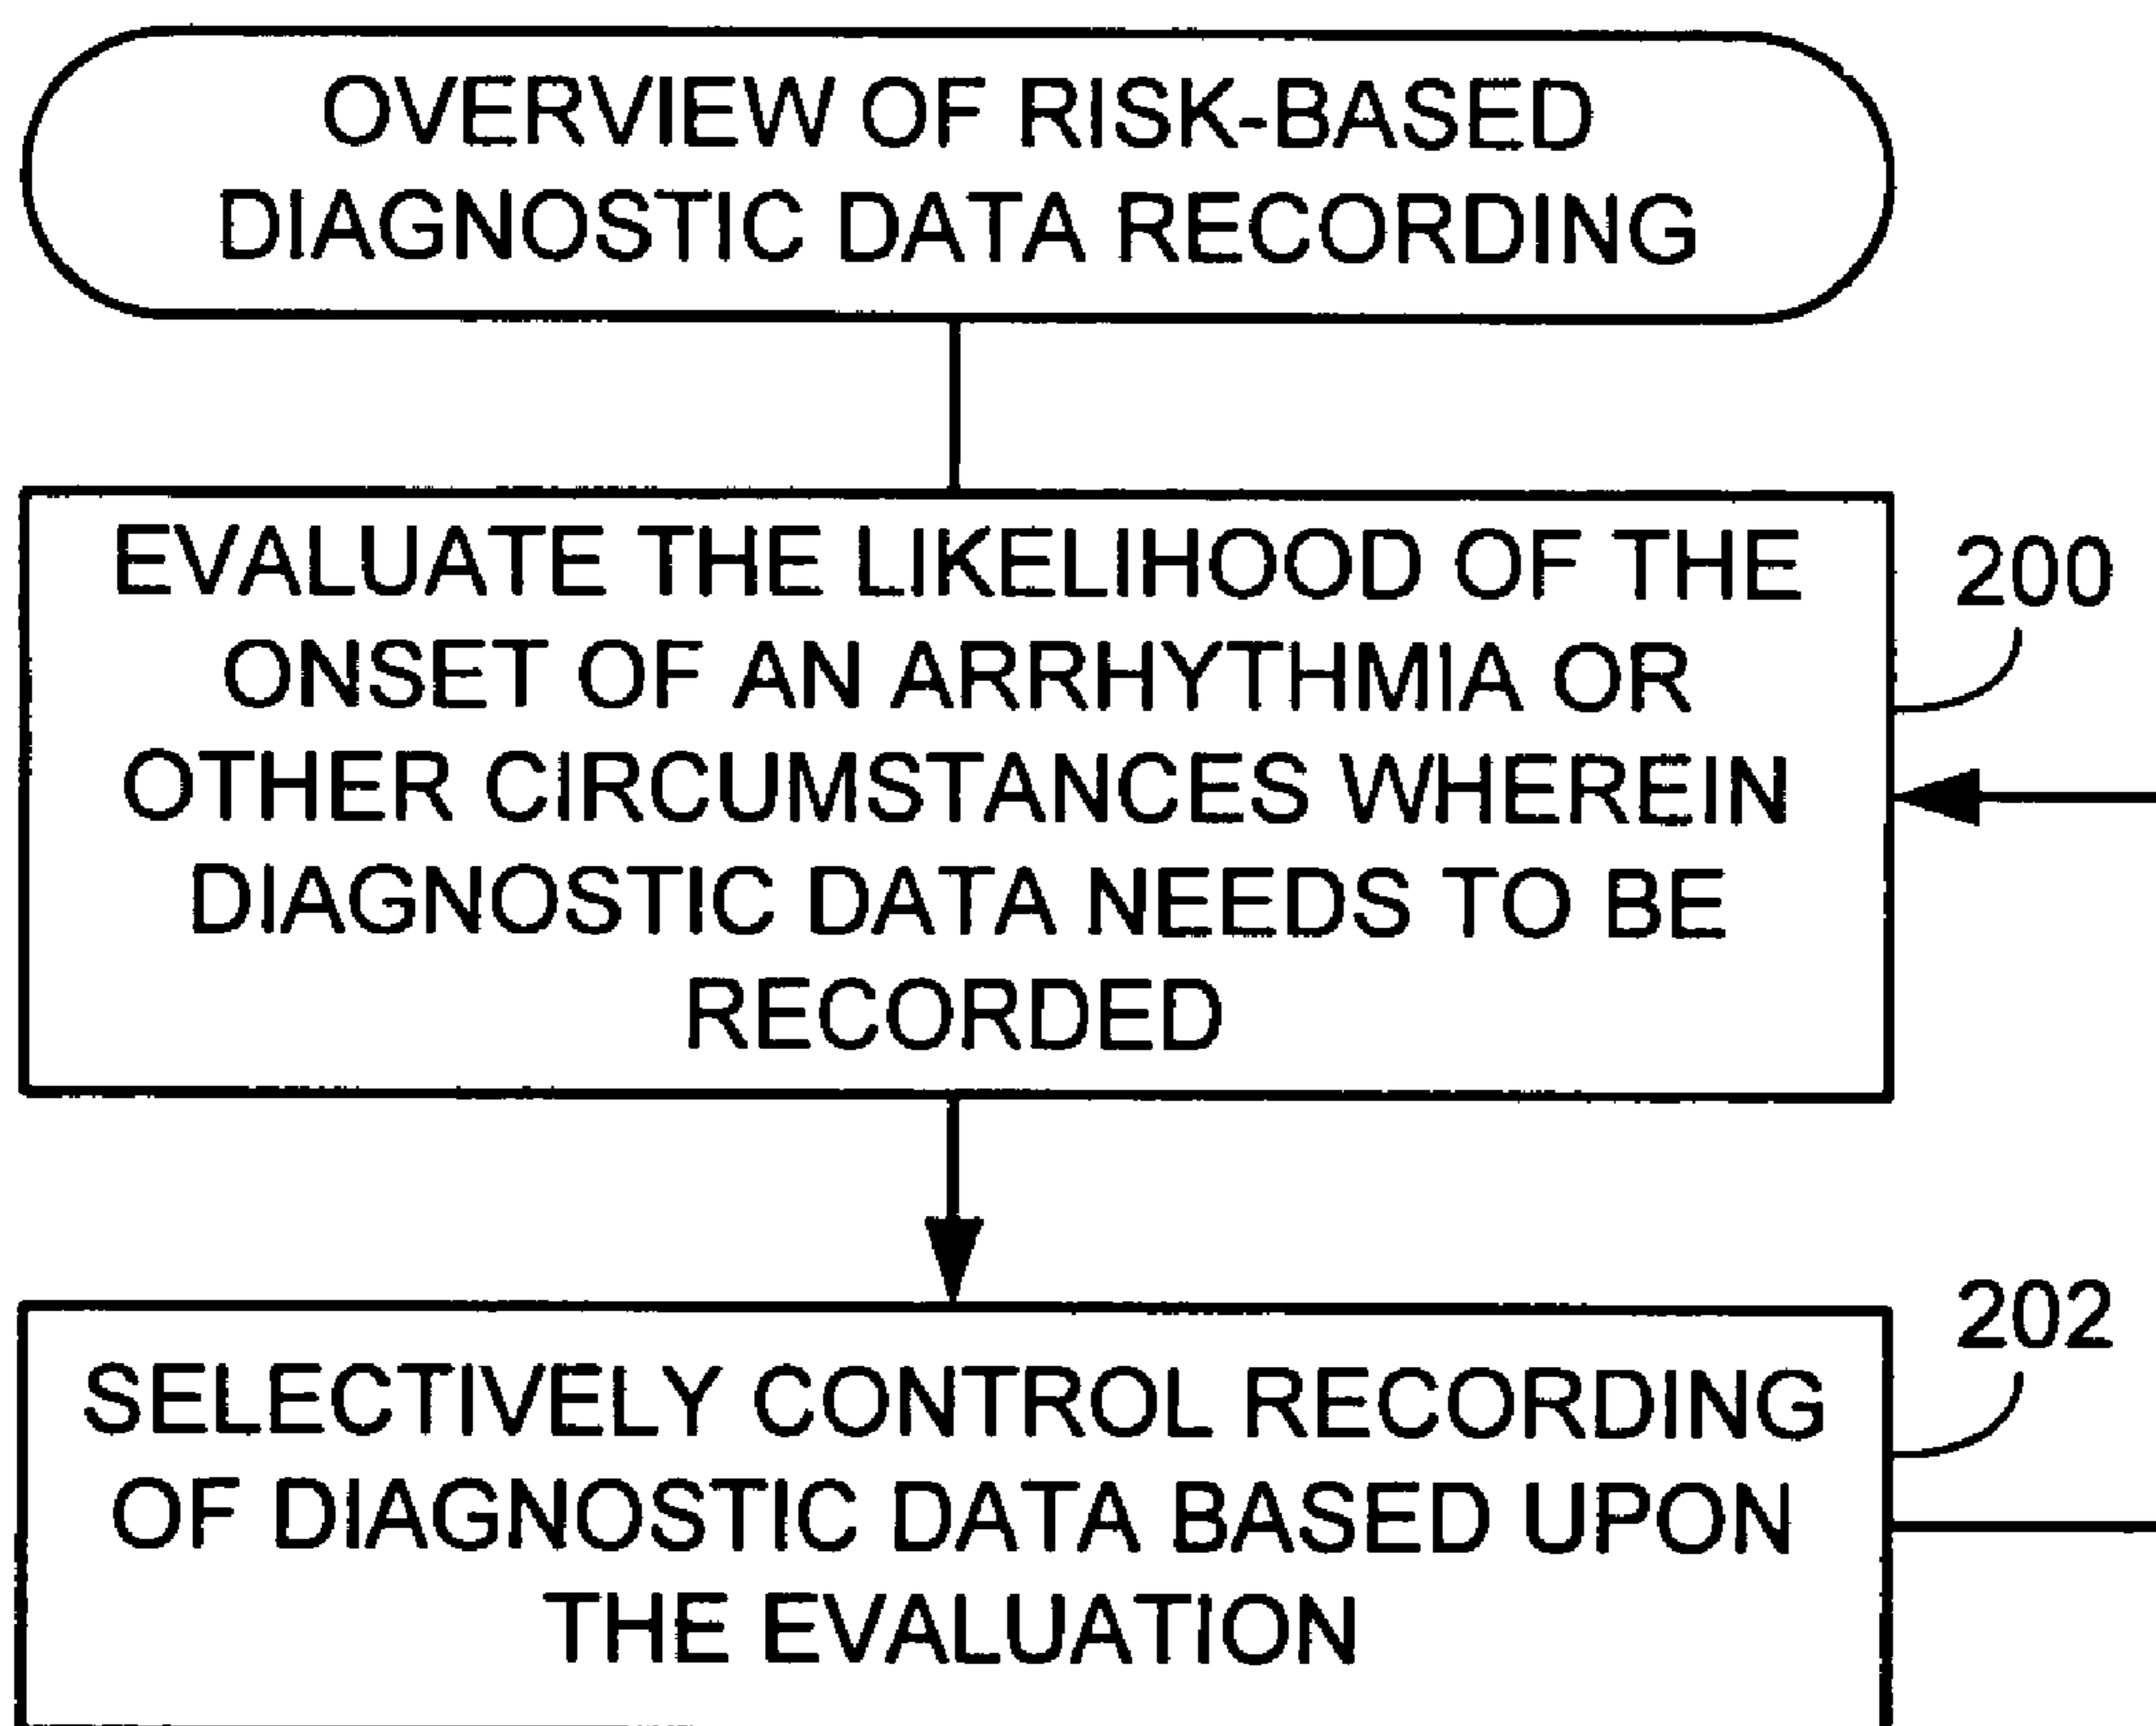 OVERVIEW OF RISK-BASED
DIAGNOSTIC DATA RECORDING
EVALUATE THE LIKELIHOOD OF THE
ONSET OF AN ARRHYTHMIA OR
OTHER CIRCUMSTANCES WHEREIN
DIAGNOSTIC DATA NEEDS TO BE
RECORDED
200
SELECTIVELY CONTROL RECORDING
OF DIAGNOSTIC DATA BASED UPON
THE EVALUATION
202